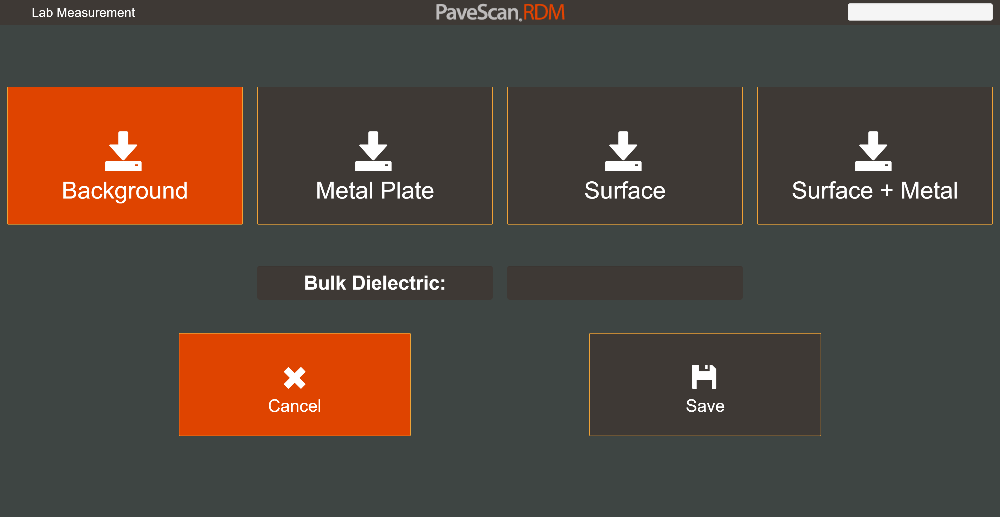 Lab Measurement
PaveScan®RDM
Background
Metal Plate
Surface
Surface + Metal
Bulk Dielectric:
Cancel
Save